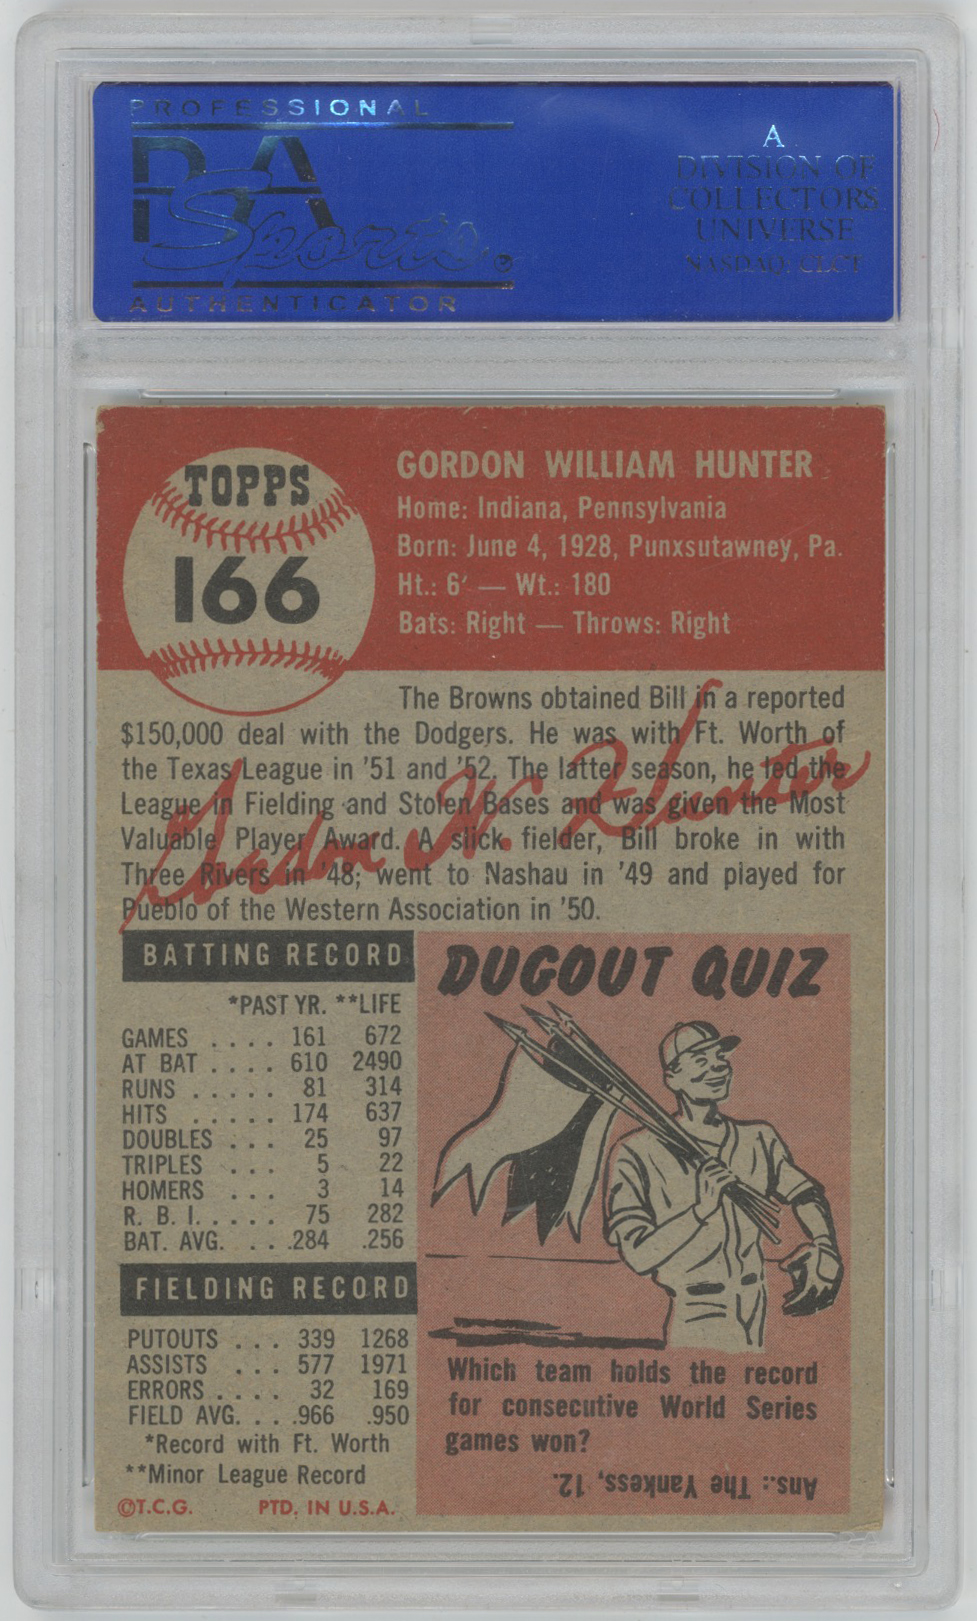 PROFESSIONAL
PSA
Sports.
AUTHENTICATOR
A
DIVISION OF
COLLECTORS
UNIVERSE
NASDAQ: CLCT
TOPPS
166
GORDON WILLIAM HUNTER
Home: Indiana, Pennsylvania
Born: June 4, 1928, Punxsutawney, Pa.
Ht.: 6′ — Wt.: 180
Bats: Right — Throws: Right
The Browns obtained Bill in a reported
$150,000 deal with the Dodgers. He was with Ft. Worth of
the Texas League in '51 and '52. The latter season, he led the
League in Fielding and Stolen Bases and was given the Most
Valuable Player Award. A slick fielder, Bill broke in with
Three Rivers in '48; went to Nashau in '49 and played for
Pueblo of the Western Association in '50.
Gordon W. Hunter
BATTING RECORD
*PAST YR. **LIFE
GAMES . . . . 161 672
AT BAT . . . . 610 2490
RUNS . . . . . 81 314
HITS . . . . . 174 637
DOUBLES . . . 25 97
TRIPLES . . . 5 22
HOMERS . . . 3 14
R. B. I. . . . . 75 282
BAT. AVG. . . .284 .256
FIELDING RECORD
PUTOUTS . . . 339 1268
ASSISTS . . . 577 1971
ERRORS . . . . 32 169
FIELD AVG. . . .966 .950
*Record with Ft. Worth
**Minor League Record
©T.C.G. PTD. IN U.S.A.
DUGOUT QUIZ
Which team holds the record
for consecutive World Series
games won?
Ans.: The Yankess, 12.